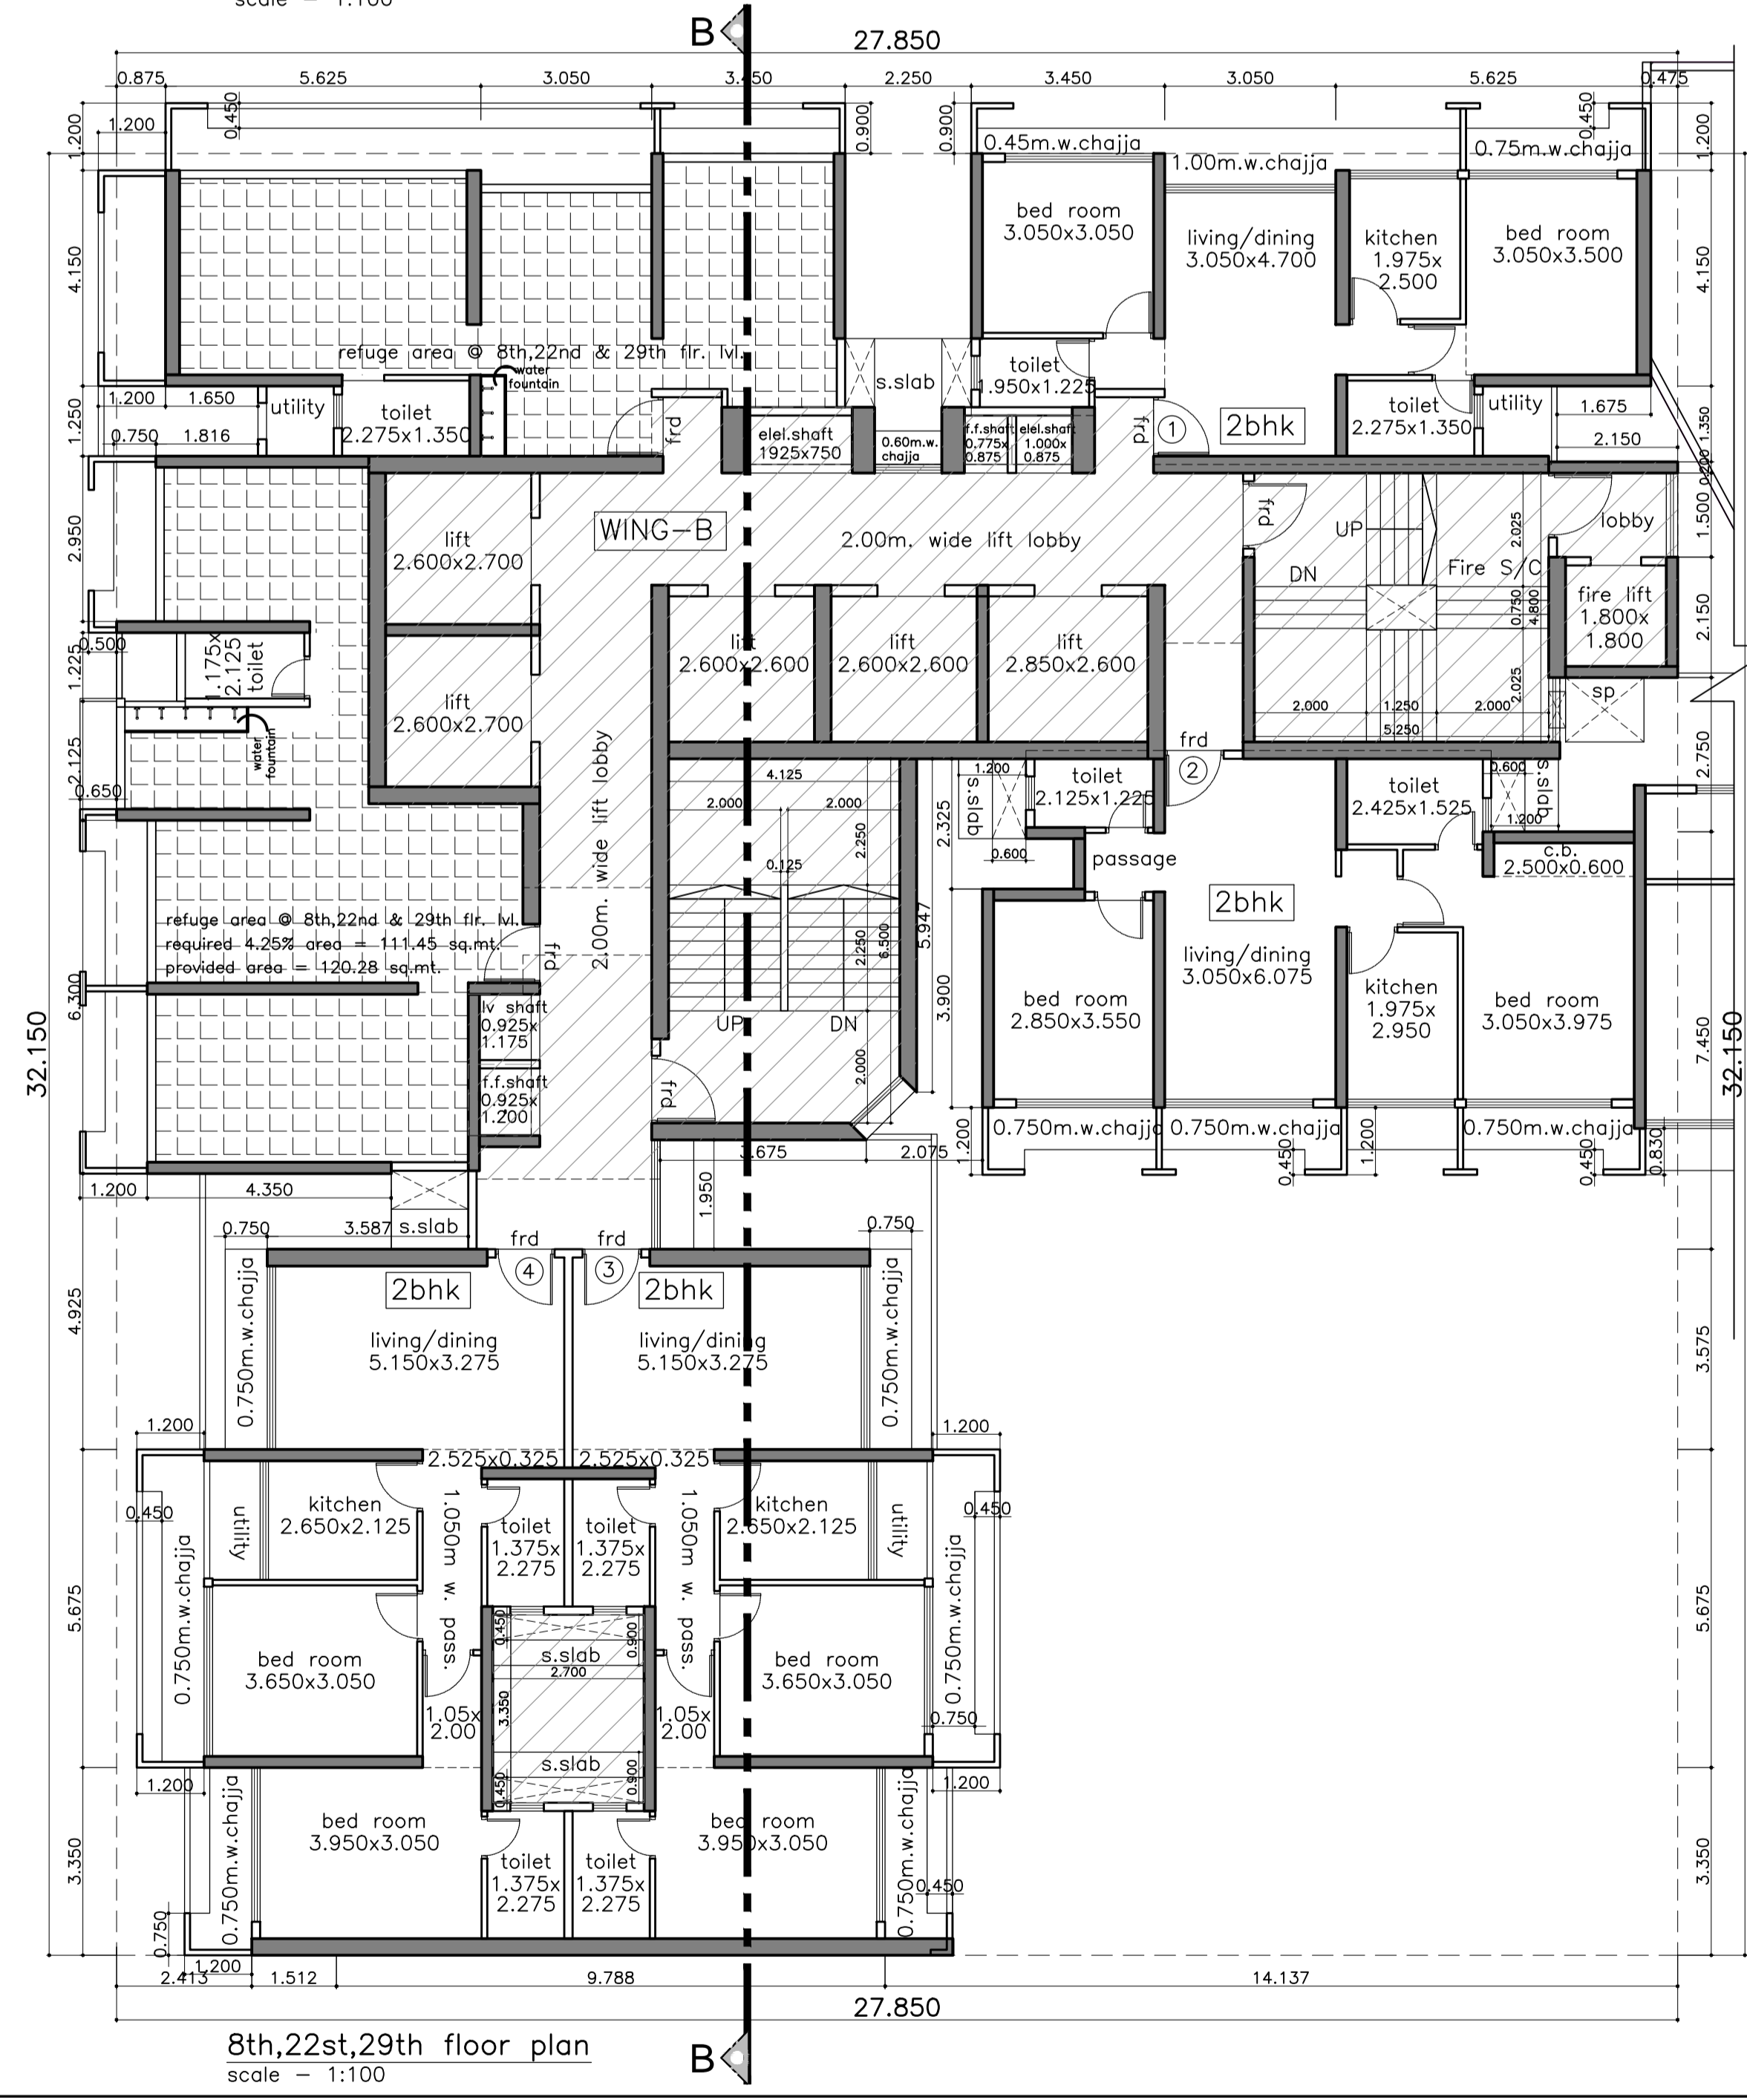 scale - 1:100
B
27.850
0.875
5.625
3.050
3.450
2.250
3.450
3.050
5.625
0.475
1.200
1.200
0.450
0.900
0.900
0.45m.w.chajja
1.00m.w.chajja
0.75m.w.chajja
0.450
1.200
4.150
bed room
3.050x3.050
living/dining
3.050x4.700
kitchen
1.975x
2.500
bed room
3.050x3.500
4.150
refuge area @ 8th,22nd & 29th flr. lvl.
water
fountain
s.slab
toilet
1.950x1.225
1.250
1.200
1.650
utility
toilet
2.275x1.350
0.750
1.816
frd
elel.shaft
1925x750
0.60m.w.
chajja
f.f.shaft
0.775x
0.875
elel.shaft
1.000x
0.875
frd
1
2bhk
toilet
2.275x1.350
utility
1.675
2.150
1.350
0.200
2.950
lift
2.600x2.700
WING-B
2.00m. wide lift lobby
frd
UP
DN
2.025
Fire S/C
lobby
1.500
fire lift
1.800x
1.800
2.150
0.750
4.800
0.500
1.225
1.175x
2.125
toilet
lift
2.600x2.700
lift
2.600x2.600
lift
2.600x2.600
lift
2.850x2.600
2.025
2.000
1.250
2.000
5.250
sp
water
fountain
2.125
0.650
2.00m. wide lift lobby
frd
2
4.125
2.000
2.000
2.250
0.125
2.325
1.200
s.slab
0.600
toilet
2.125x1.225
passage
toilet
2.425x1.525
0.600
s.slab
1.200
2.750
c.b.
2.500x0.600
2bhk
living/dining
3.050x6.075
refuge area @ 8th,22nd & 29th flr. lvl.
required 4.25% area = 111.45 sq.mt.
provided area = 120.28 sq.mt.
frd
2.250
6.500
5.947
3.900
bed room
2.850x3.550
kitchen
1.975x
2.950
bed room
3.050x3.975
6.300
32.150
lv shaft
0.925x
1.175
f.f.shaft
0.925x
1.200
UP
DN
2.000
frd
7.450
32.150
0.750m.w.chajja
0.750m.w.chajja
0.750m.w.chajja
1.200
0.450
1.200
0.450
0.830
3.675
2.075
1.950
1.200
4.350
0.750
3.587
s.slab
frd
frd
0.750
4
3
2bhk
2bhk
0.750m.w.chajja
living/dining
5.150x3.275
living/dining
5.150x3.275
0.750m.w.chajja
4.925
3.575
1.200
1.200
2.525x0.325
2.525x0.325
0.450
utility
kitchen
2.650x2.125
1.050m w. pass.
toilet
1.375x
2.275
toilet
1.375x
2.275
1.050m w. pass.
kitchen
2.650x2.125
utility
0.450
0.750m.w.chajja
0.750m.w.chajja
5.675
5.675
bed room
3.650x3.050
0.450
s.slab
0.600
2.700
3.350
bed room
3.650x3.050
1.05x
2.00
1.05x
2.00
0.750
s.slab
0.450
0.600
1.200
1.200
0.750m.w.chajja
bed room
3.950x3.050
toilet
1.375x
2.275
toilet
1.375x
2.275
bed room
3.950x3.050
0.750m.w.chajja
0.450
3.350
3.350
0.750
1.200
2.413
1.512
9.788
14.137
27.850
8th,22st,29th floor plan
scale - 1:100
B